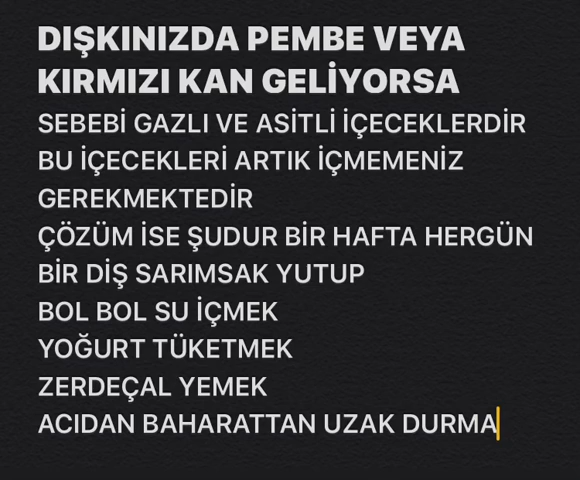 DIŞKINIZDA PEMBE VEYA
KIRMIZI KAN GELİYORSA
SEBEBİ GAZLI VE ASİTLİ İÇECEKLERDİR
BU İÇECEKLERİ ARTIK İÇMEMENİZ
GEREKMEKTEDİR
ÇÖZÜM İSE ŞUDUR BİR HAFTA HERGÜN
BİR DİŞ SARIMSAK YUTUP
BOL BOL SU İÇMEK
YOĞURT TÜKETMEK
ZERDEÇAL YEMEK
ACIDAN BAHARATTAN UZAK DURMA